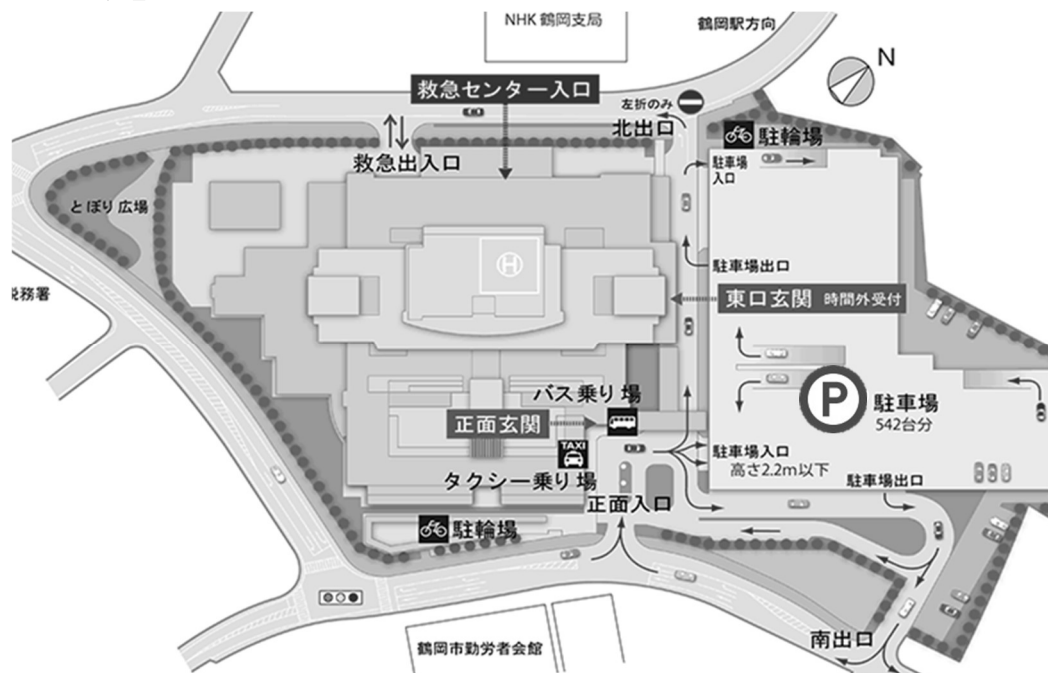 NHK 鶴岡支局
鶴岡駅方向
N
救急センター入口
左折のみ
北出口
駐輪場
救急出入口
駐車場
入口
とぽり広場
H
駐車場出口
税務署
東口玄関 時間外受付
バス乗り場
P
駐車場
542台分
正面玄関
TAXI
駐車場入口
高さ2.2m以下
タクシー乗り場
駐車場出口
正面入口
駐輪場
南出口
鶴岡市勤労者会館